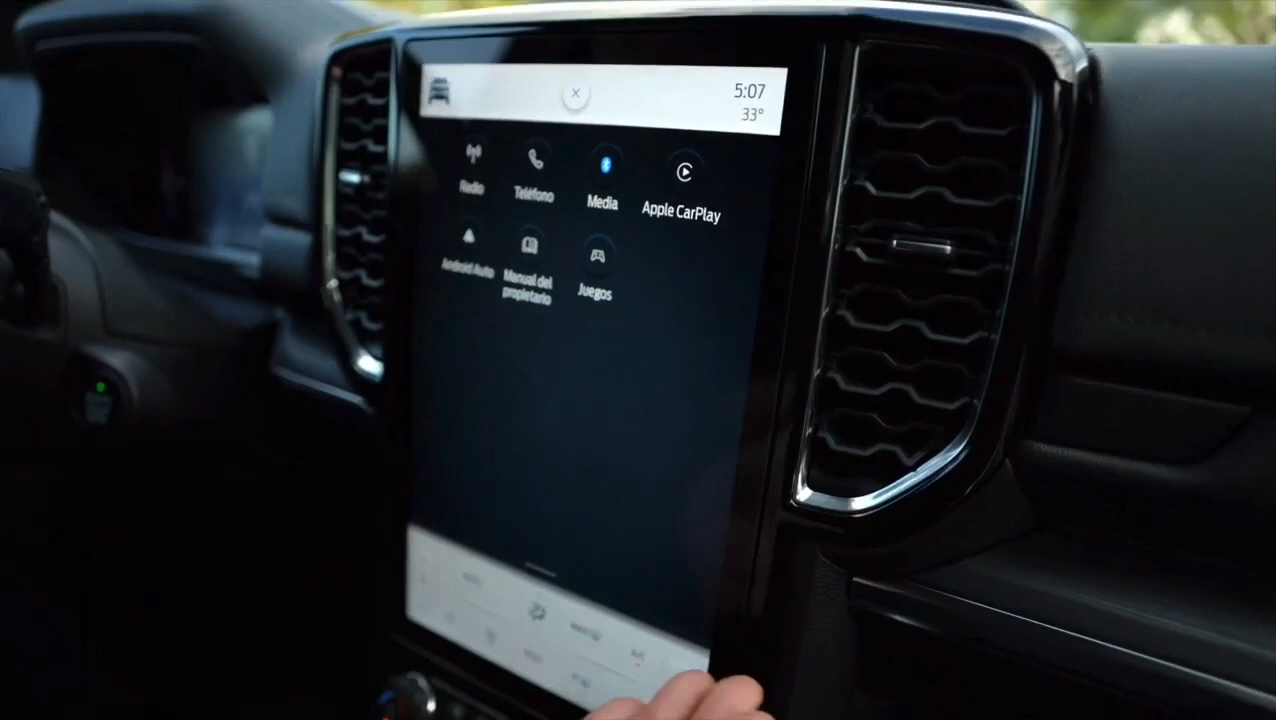 5:07
33°
Radio
Teléfono
Media
Apple CarPlay
Android Auto
Manual del
propietario
Juegos